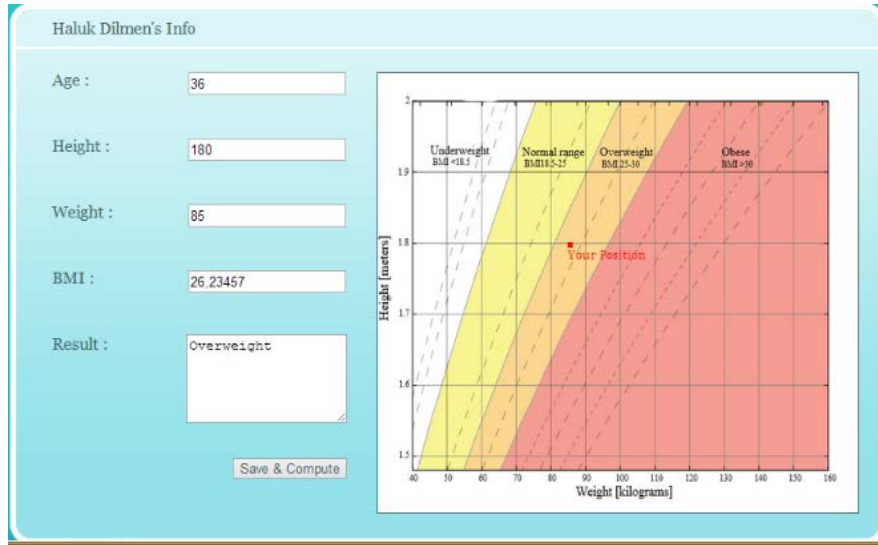 Haluk Dilmen's Info
Age :
36
Height :
180
Weight :
85
BMI :
26,23457
Result :
Overweight
Save & Compute
2
1.9
1.8
1.7
1.6
1.5
Height [meters]
Underweight
BMI <18.5
Normal range
BMI18.5-25
Overweight
BMI 25-30
Obese
BMI >30
Your Position
40 50 60 70 80 90 100 110 120 130 140 150 160
Weight [kilograms]